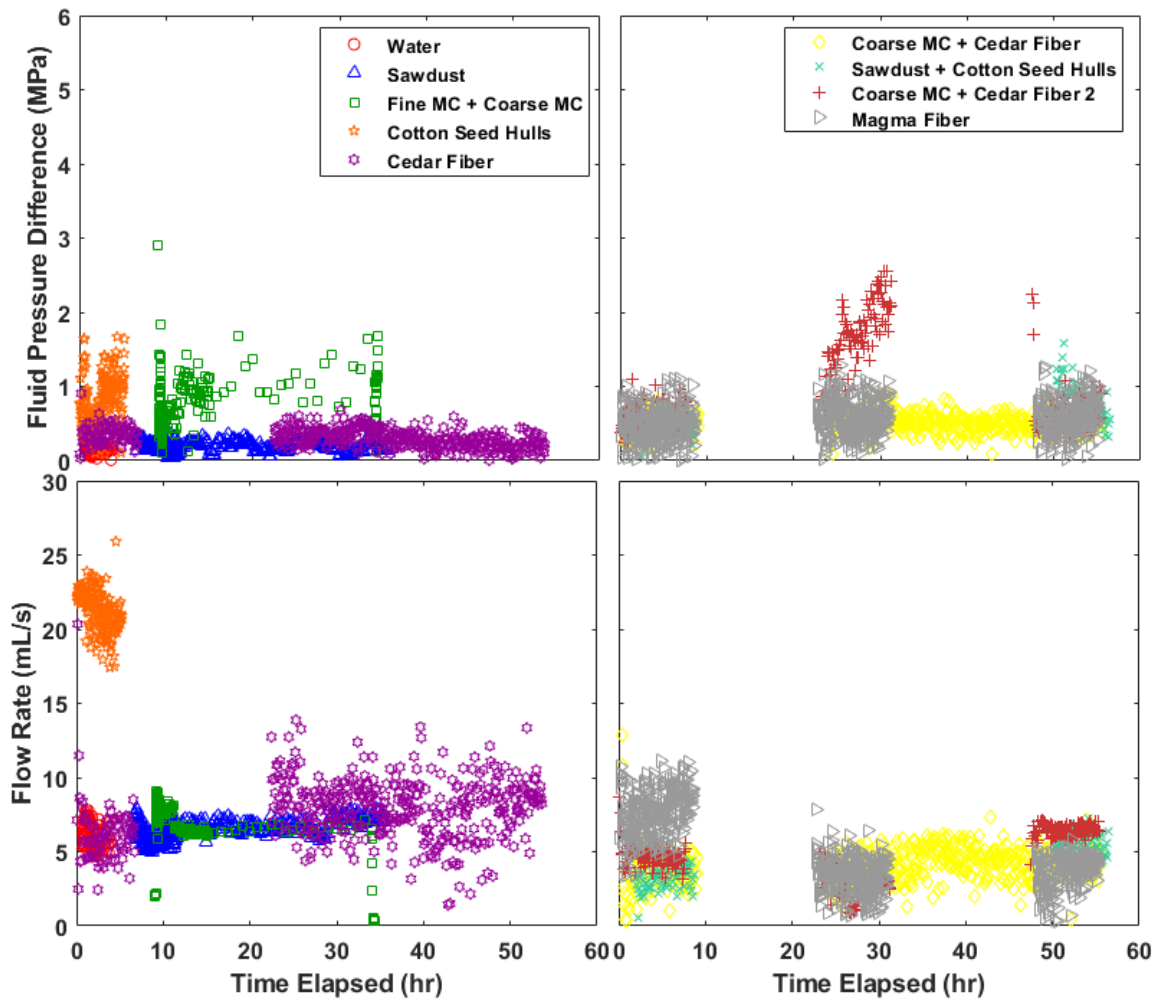 6
5
4
3
2
1
0
Fluid Pressure Difference (MPa)
Water
Sawdust
Fine MC + Coarse MC
Cotton Seed Hulls
Cedar Fiber
Coarse MC + Cedar Fiber
Sawdust + Cotton Seed Hulls
Coarse MC + Cedar Fiber 2
Magma Fiber
30
25
20
15
10
5
0
Flow Rate (mL/s)
0 10 20 30 40 50 60
Time Elapsed (hr)
0 10 20 30 40 50 60
Time Elapsed (hr)